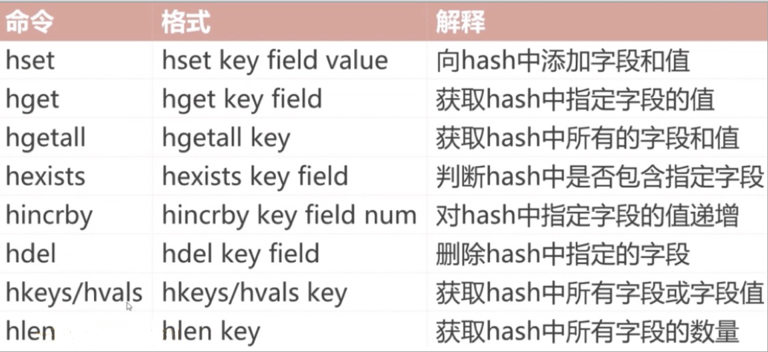 命令 格式 解释
hset hset key field value 向hash中添加字段和值
hget hget key field 获取hash中指定字段的值
hgetall hgetall key 获取hash中所有的字段和值
hexists hexists key field 判断hash中是否包含指定字段
hincrby hincrby key field num 对hash中指定字段的值递增
hdel hdel key field 删除hash中指定的字段
hkeys/hvals hkeys/hvals key 获取hash中所有字段或字段值
hlen hlen key 获取hash中所有字段的数量